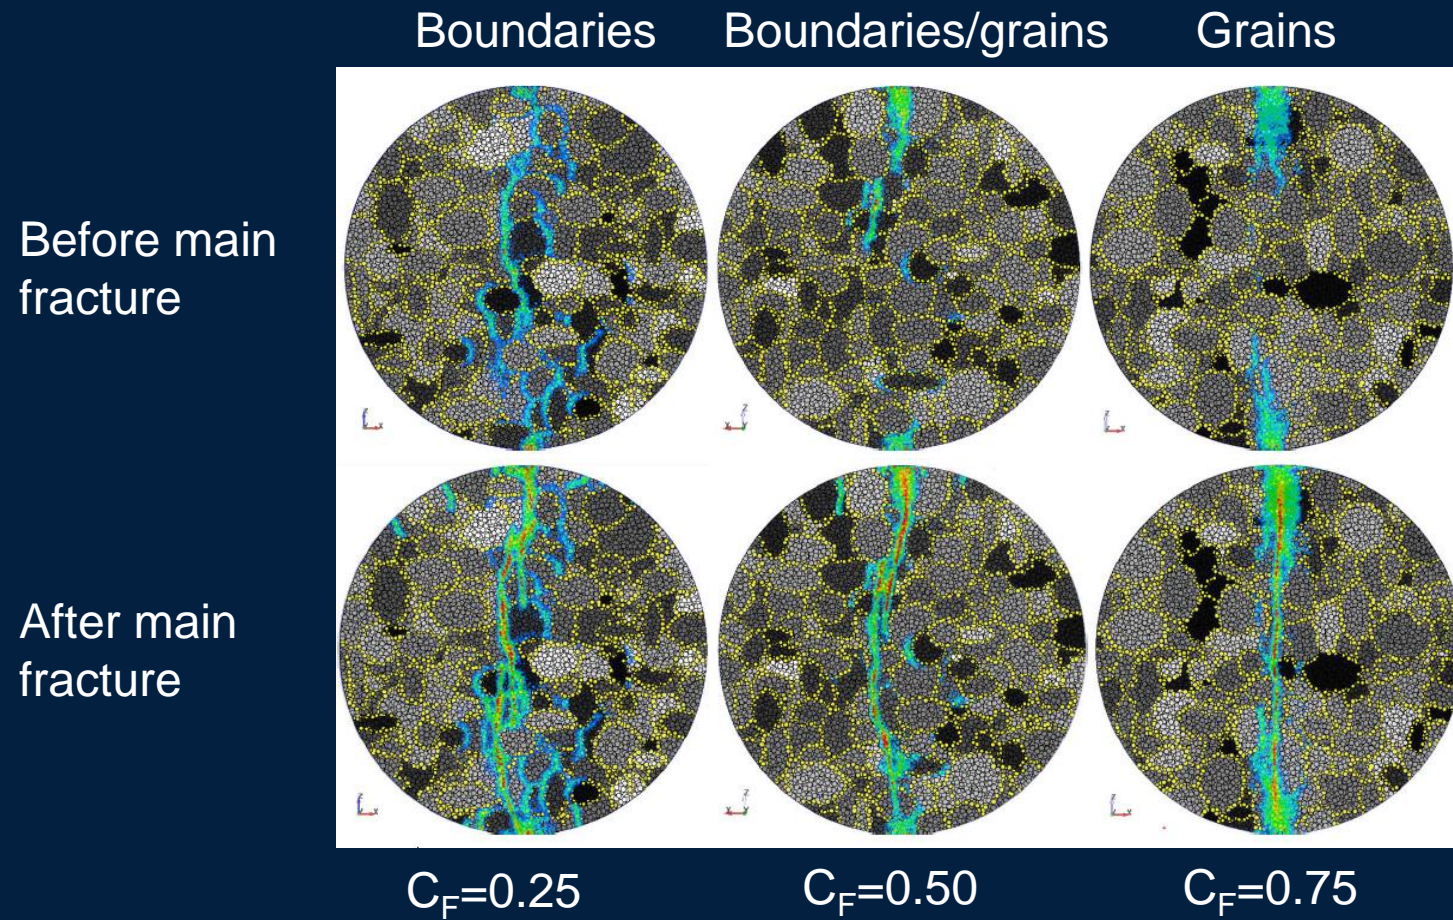 Boundaries Boundaries/grains Grains
Before main
fracture
After main
fracture
C_F=0.25 C_F=0.50 C_F=0.75